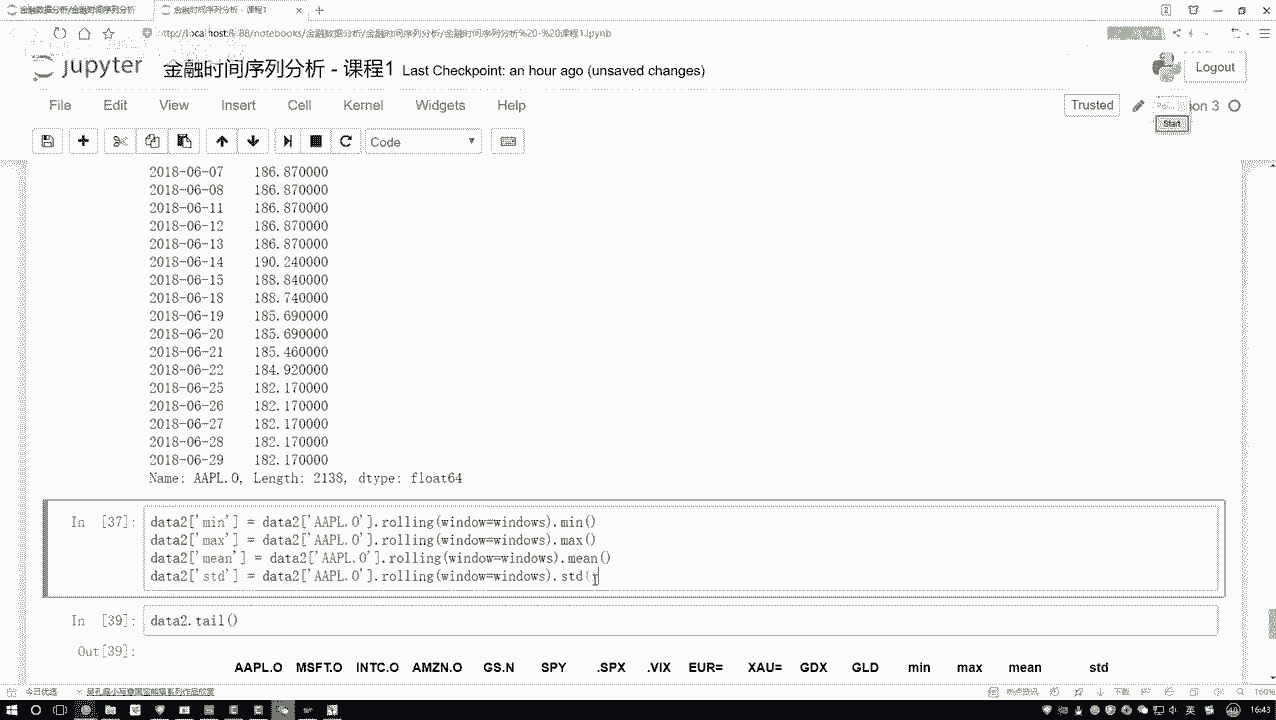 金融数据分析/金融时间序列分析
金融时间序列分析 - 课程1
2
/notebooks/金融数据分析/金融时间序列分析/金融时间序列分析%20-%20课程1.ipynb
4
jupyter 金融时间序列分析 - 课程1 Last Checkpoint: an hour ago (unsaved changes)
Logout
File Edit View Insert Cell Kernel Widgets Help
Trusted
Start
Code
2018-06-07 186.870000
2018-06-08 186.870000
2018-06-11 186.870000
2018-06-12 186.870000
2018-06-13 186.870000
2018-06-14 190.240000
2018-06-15 188.840000
2018-06-18 188.740000
2018-06-19 185.690000
2018-06-20 185.690000
2018-06-21 185.460000
2018-06-22 184.920000
2018-06-25 182.170000
2018-06-26 182.170000
2018-06-27 182.170000
2018-06-28 182.170000
2018-06-29 182.170000
Name: AAPL.O, Length: 2138, dtype: float64
In [37]:
data2['min'] = data2['AAPL.O'].rolling(window=windows).min()
data2['max'] = data2['AAPL.O'].rolling(window=windows).max()
data2['mean'] = data2['AAPL.O'].rolling(window=windows).mean()
data2['std'] = data2['AAPL.O'].rolling(window=windows).std()
In [39]: data2.tail()
Out[39]:
AAPL.O MSFT.O INTC.O AMZN.O GS.N SPY .SPX .VIX EUR= XAU= GDX GLD min max mean std
今日优选
热点资讯
下载
160%
英
16:43